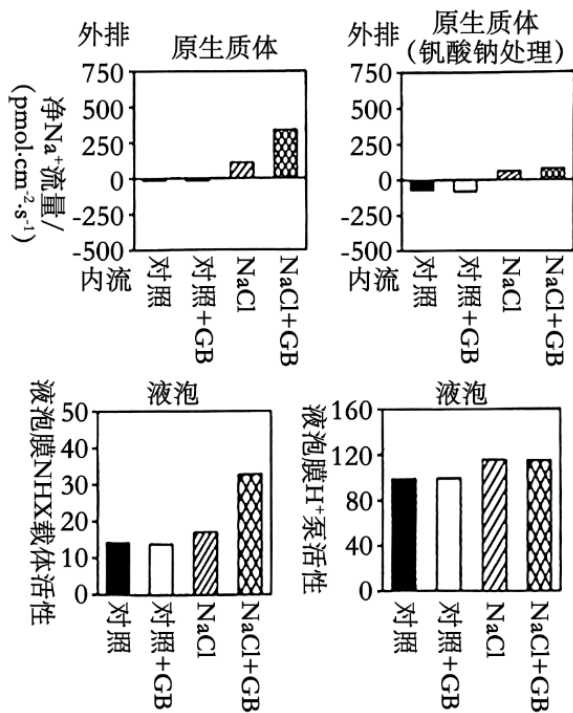 外排
原生质体
750
500
250
0
-250
-500
内流
净Na⁺流量/
(pmol·cm⁻²·s⁻¹)
对照
对照+GB
NaCl
NaCl+GB
外排
原生质体
(钒酸钠处理)
750
500
250
0
-250
-500
内流
对照
对照+GB
NaCl
NaCl+GB
液泡
50
40
30
20
10
0
液泡膜NHX载体活性
对照
对照+GB
NaCl
NaCl+GB
液泡
160
120
80
40
0
液泡膜H⁺泵活性
对照
对照+GB
NaCl
NaCl+GB